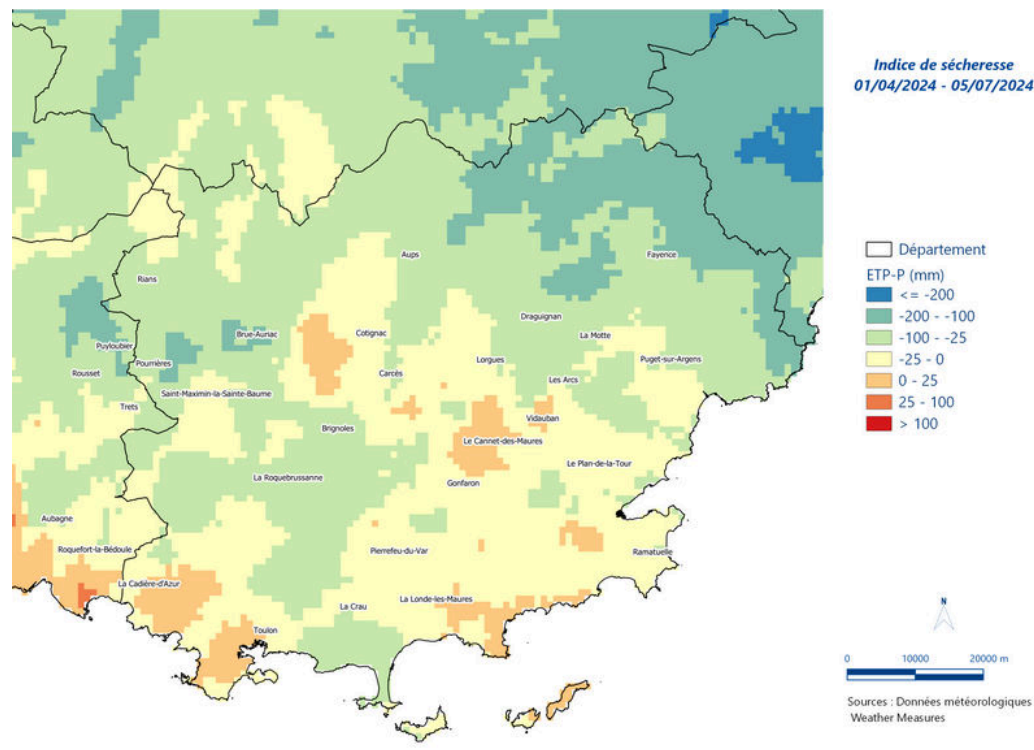 Indice de sécheresse
01/04/2024 - 05/07/2024
Département
ETP-P (mm)
<= -200
-200 - -100
-100 - -25
-25 - 0
0 - 25
25 - 100
> 100
Aups
Fayence
Rians
Draguignan
Brue-Auriac
Cotignac
La Motte
Puyloubier
Pourrières
Lorgues
Puget-sur-Argens
Rousset
Carcès
Les Arcs
Saint-Maximin-la-Sainte-Baume
Trets
Vidauban
Brignoles
Le Cannet-des-Maures
Le Plan-de-la-Tour
La Roquebrussanne
Gonfaron
Aubagne
Roquefort-la-Bédoule
Pierrefeu-du-Var
Ramatuelle
La Cadière-d'Azur
La Londe-les-Maures
La Crau
Toulon
N
0 10000 20000 m
Sources : Données météorologiques
Weather Measures